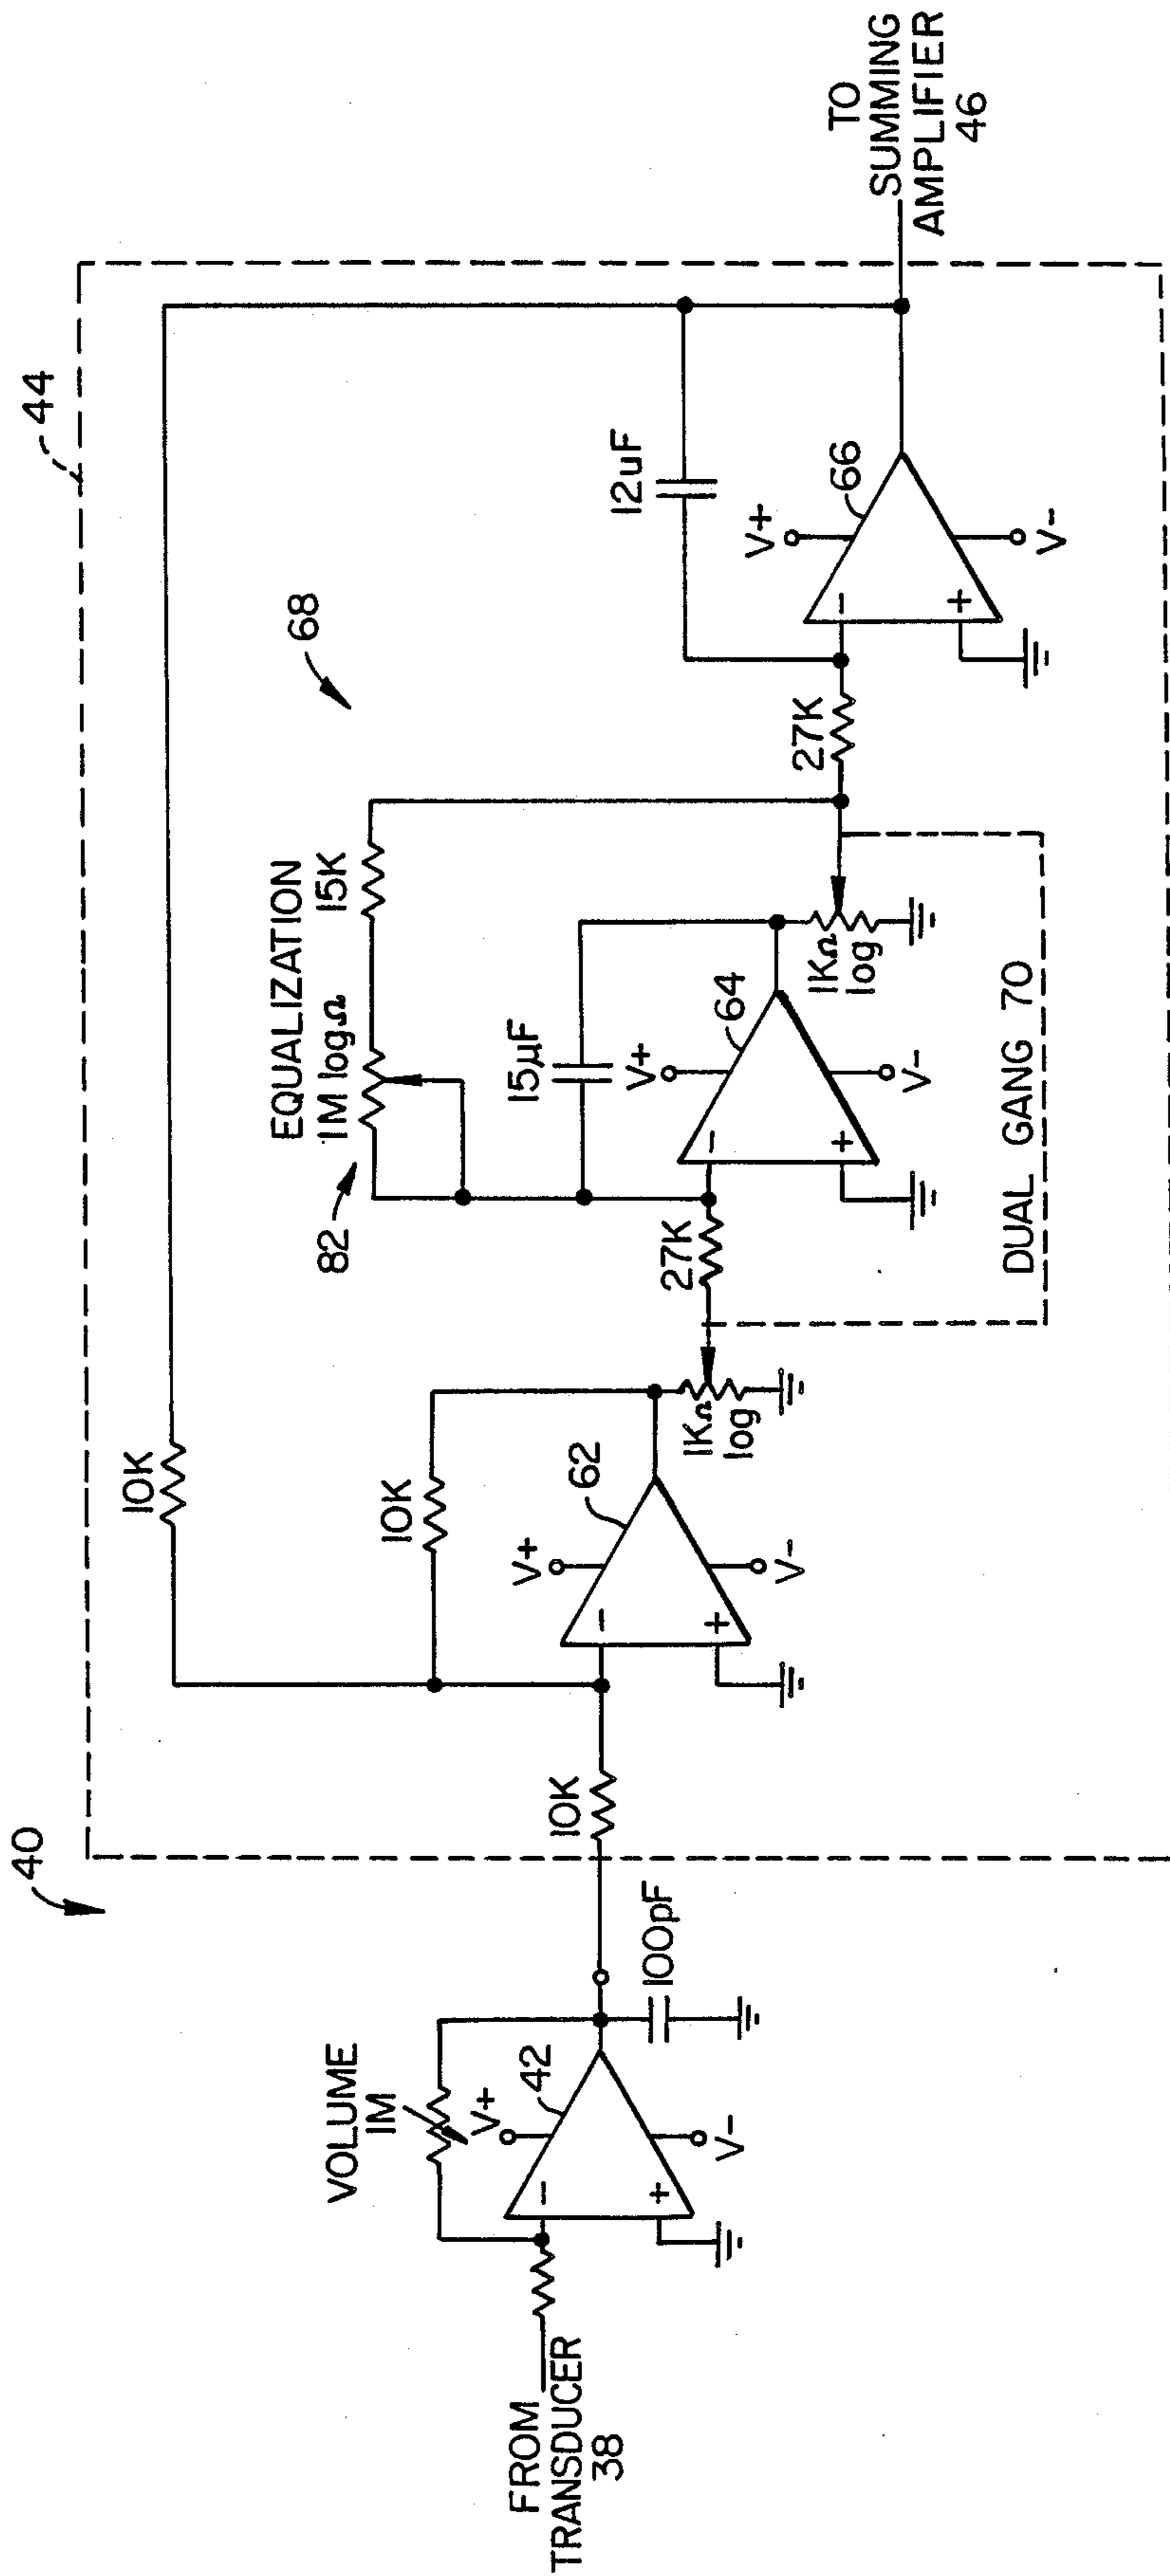 40
44
FROM
TRANSDUCER
38
VOLUME
1M
V+
42
-
+
V-
100pF
10K
10K
10K
62
V+
-
+
V-
1KΩ
log
27K
82
EQUALIZATION
1M logΩ
15K
15µF
V+
64
-
+
V-
1KΩ
log
DUAL GANG 70
68
27K
12uF
V+
66
-
+
V-
TO
SUMMING
AMPLIFIER
46